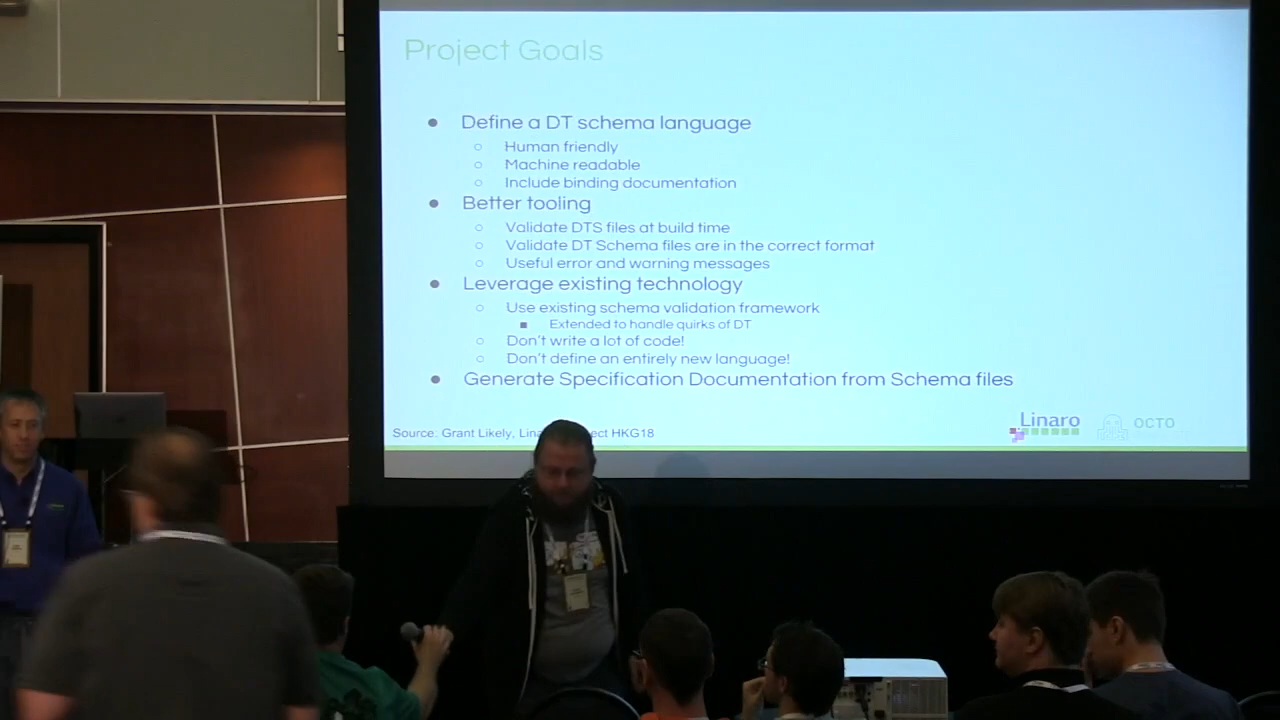 Project Goals
Define a DT schema language
Human friendly
Machine readable
Include binding documentation
Better tooling
Validate DTS files at build time
Validate DT Schema files are in the correct format
Useful error and warning messages
Leverage existing technology
Use existing schema validation framework
Extended to handle quirks of DT
Don't write a lot of code!
Don't define an entirely new language!
Generate Specification Documentation from Schema files
Source: Grant Likely, HKG18
Linaro
OCTO